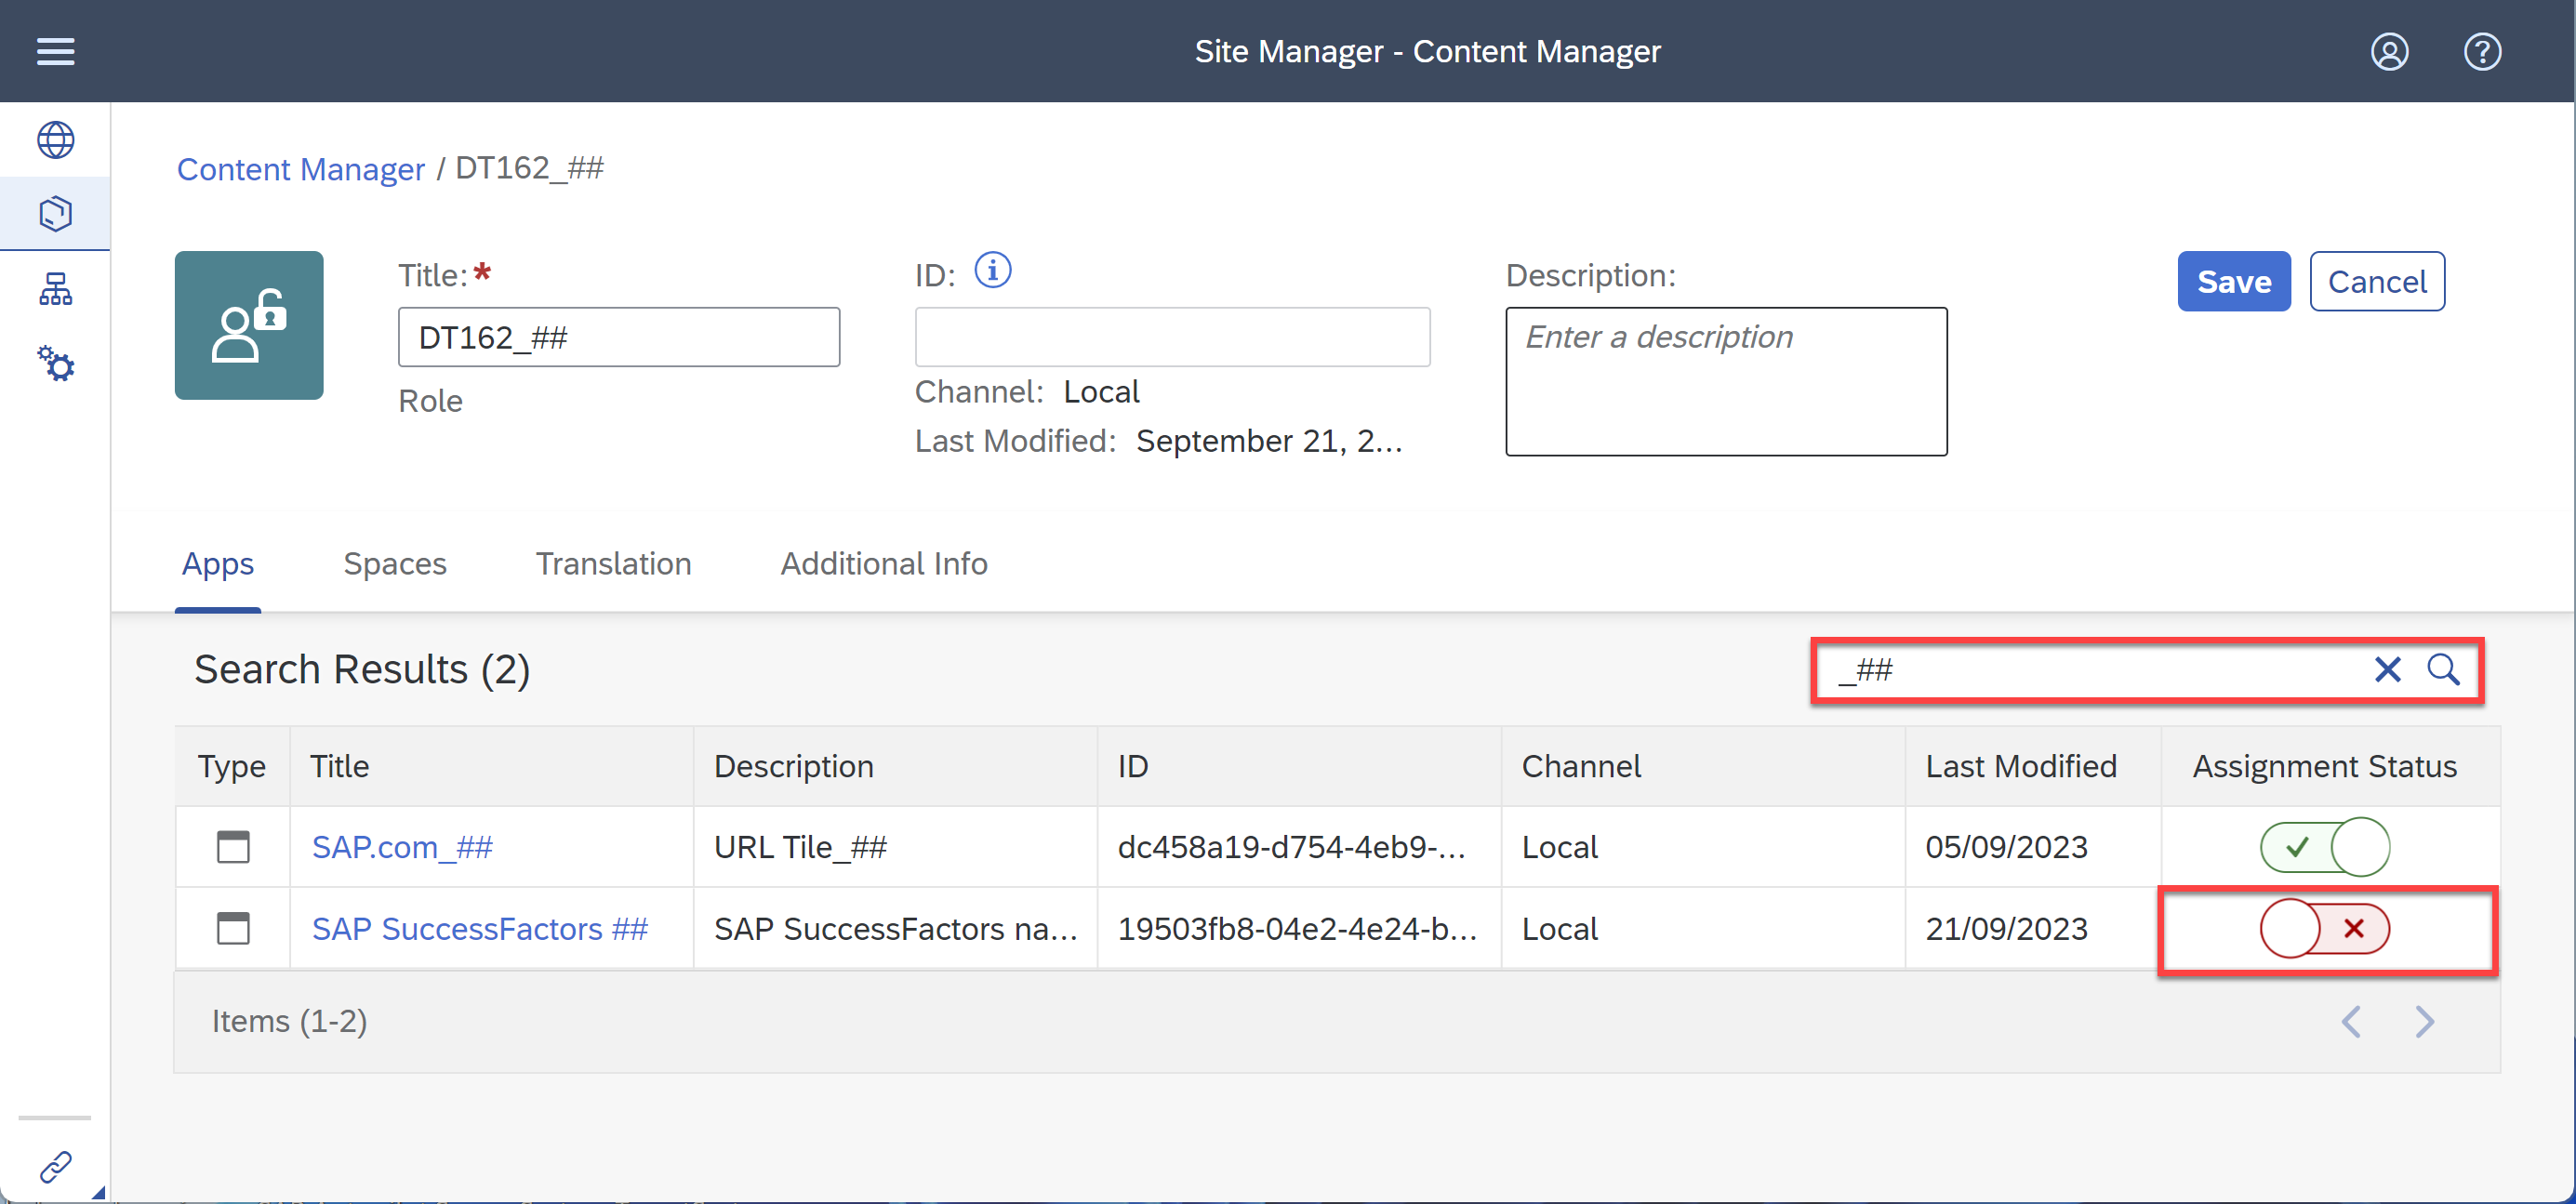 Site Manager - Content Manager
Content Manager / DT162_##
Title:*
ID:
Description:
Save
Cancel
DT162_##
Enter a description
Role
Channel: Local
Last Modified: September 21, 2...
Apps
Spaces
Translation
Additional Info
Search Results (2)
_##
Type
Title
Description
ID
Channel
Last Modified
Assignment Status
SAP.com_##
URL Tile_##
dc458a19-d754-4eb9-...
Local
05/09/2023
SAP SuccessFactors ##
SAP SuccessFactors na...
19503fb8-04e2-4e24-b...
Local
21/09/2023
Items (1-2)